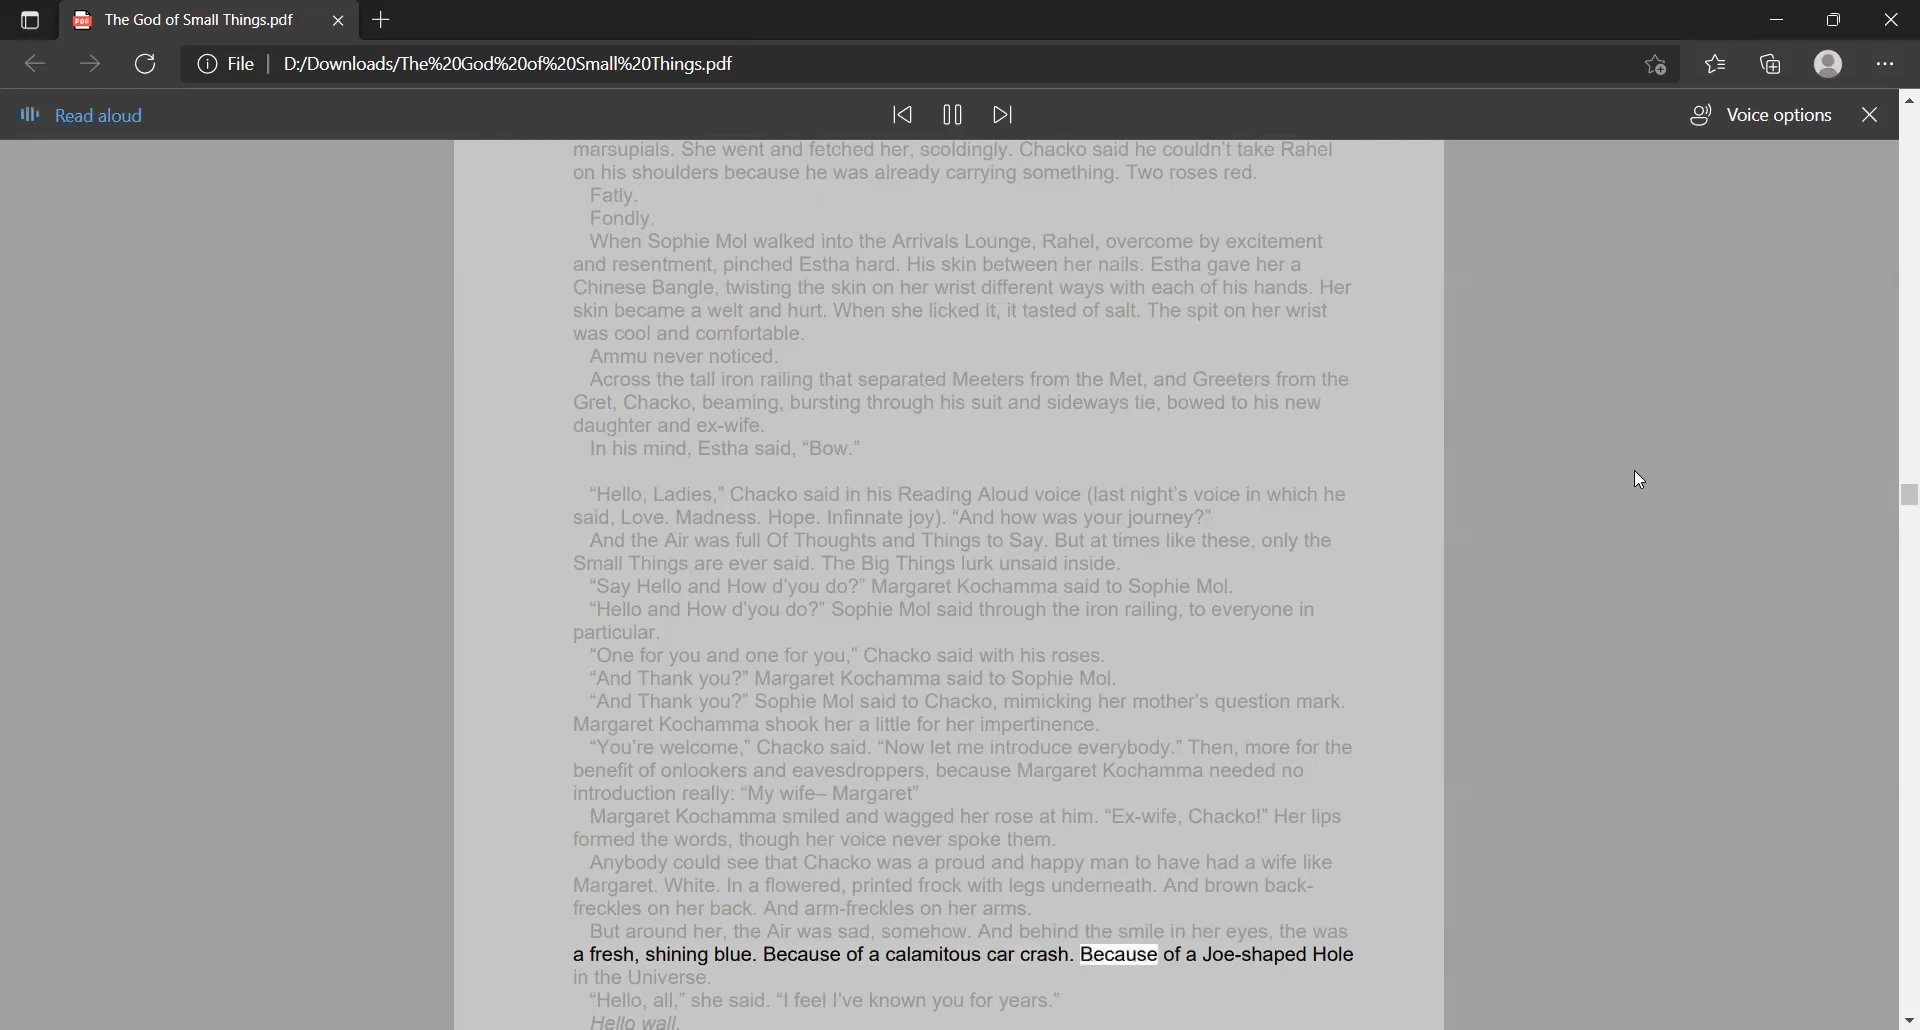 The God of Small Things.pdf
File D:/Downloads/The%20God%20of%20Small%20Things.pdf
Read aloud Voice options
marsupials. She went and fetched her, scoldingly. Chacko said he couldn't take Rahel
on his shoulders because he was already carrying something. Two roses red.
Fatly.
Fondly.
When Sophie Mol walked into the Arrivals Lounge, Rahel, overcome by excitement
and resentment, pinched Estha hard. His skin between her nails. Estha gave her a
Chinese Bangle, twisting the skin on her wrist different ways with each of his hands. Her
skin became a welt and hurt. When she licked it, it tasted of salt. The spit on her wrist
was cool and comfortable.
Ammu never noticed.
Across the tall iron railing that separated Meeters from the Met, and Greeters from the
Gret, Chacko, beaming, bursting through his suit and sideways tie, bowed to his new
daughter and ex-wife.
In his mind, Estha said, “Bow.”
“Hello, Ladies,” Chacko said in his Reading Aloud voice (last night's voice in which he
said, Love. Madness. Hope. Infinnate joy). “And how was your journey?”
And the Air was full Of Thoughts and Things to Say. But at times like these, only the
Small Things are ever said. The Big Things lurk unsaid inside.
“Say Hello and How d'you do?” Margaret Kochamma said to Sophie Mol.
“Hello and How d'you do?” Sophie Mol said through the iron railing, to everyone in
particular.
“One for you and one for you,” Chacko said with his roses.
“And Thank you?” Margaret Kochamma said to Sophie Mol.
“And Thank you?” Sophie Mol said to Chacko, mimicking her mother's question mark.
Margaret Kochamma shook her a little for her impertinence.
“You're welcome,” Chacko said. “Now let me introduce everybody.” Then, more for the
benefit of onlookers and eavesdroppers, because Margaret Kochamma needed no
introduction really: “My wife– Margaret”
Margaret Kochamma smiled and wagged her rose at him. “Ex-wife, Chacko!” Her lips
formed the words, though her voice never spoke them.
Anybody could see that Chacko was a proud and happy man to have had a wife like
Margaret. White. In a flowered, printed frock with legs underneath. And brown back-
freckles on her back. And arm-freckles on her arms.
But around her, the Air was sad, somehow. And behind the smile in her eyes, the was
a fresh, shining blue. Because of a calamitous car crash. Because of a Joe-shaped Hole
in the Universe.
“Hello, all,” she said. “I feel I've known you for years.”
Hello wall.